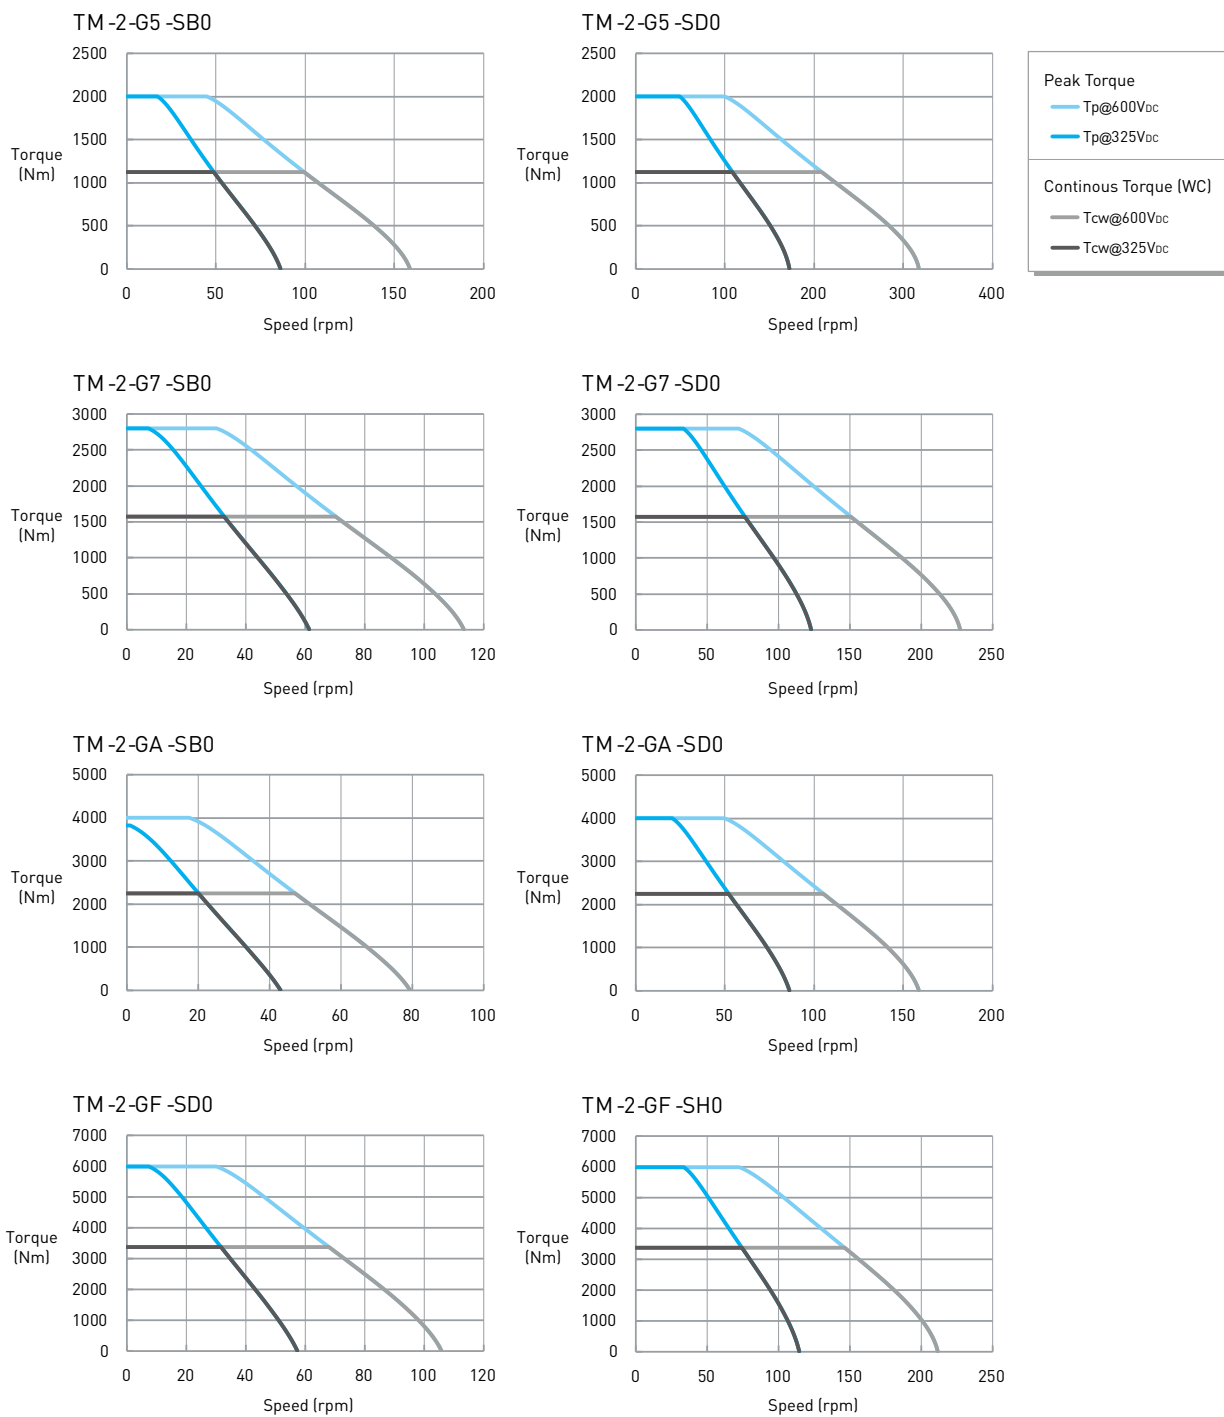 TM-2-G5-SB0
2500
2000
1500
1000
500
0
Torque
(Nm)
0 50 100 150 200
Speed (rpm)
TM-2-G5-SD0
2500
2000
1500
1000
500
0
Torque
(Nm)
0 100 200 300 400
Speed (rpm)
Peak Torque
Tp@600VDC
Tp@325VDC
Continous Torque (WC)
Tcw@600VDC
Tcw@325VDC
TM-2-G7-SB0
3000
2500
2000
1500
1000
500
0
Torque
(Nm)
0 20 40 60 80 100 120
Speed (rpm)
TM-2-G7-SD0
3000
2500
2000
1500
1000
500
0
Torque
(Nm)
0 50 100 150 200 250
Speed (rpm)
TM-2-GA-SB0
5000
4000
3000
2000
1000
0
Torque
(Nm)
0 20 40 60 80 100
Speed (rpm)
TM-2-GA-SD0
5000
4000
3000
2000
1000
0
Torque
(Nm)
0 50 100 150 200
Speed (rpm)
TM-2-GF-SD0
7000
6000
5000
4000
3000
2000
1000
0
Torque
(Nm)
0 20 40 60 80 100 120
Speed (rpm)
TM-2-GF-SH0
7000
6000
5000
4000
3000
2000
1000
0
Torque
(Nm)
0 50 100 150 200 250
Speed (rpm)